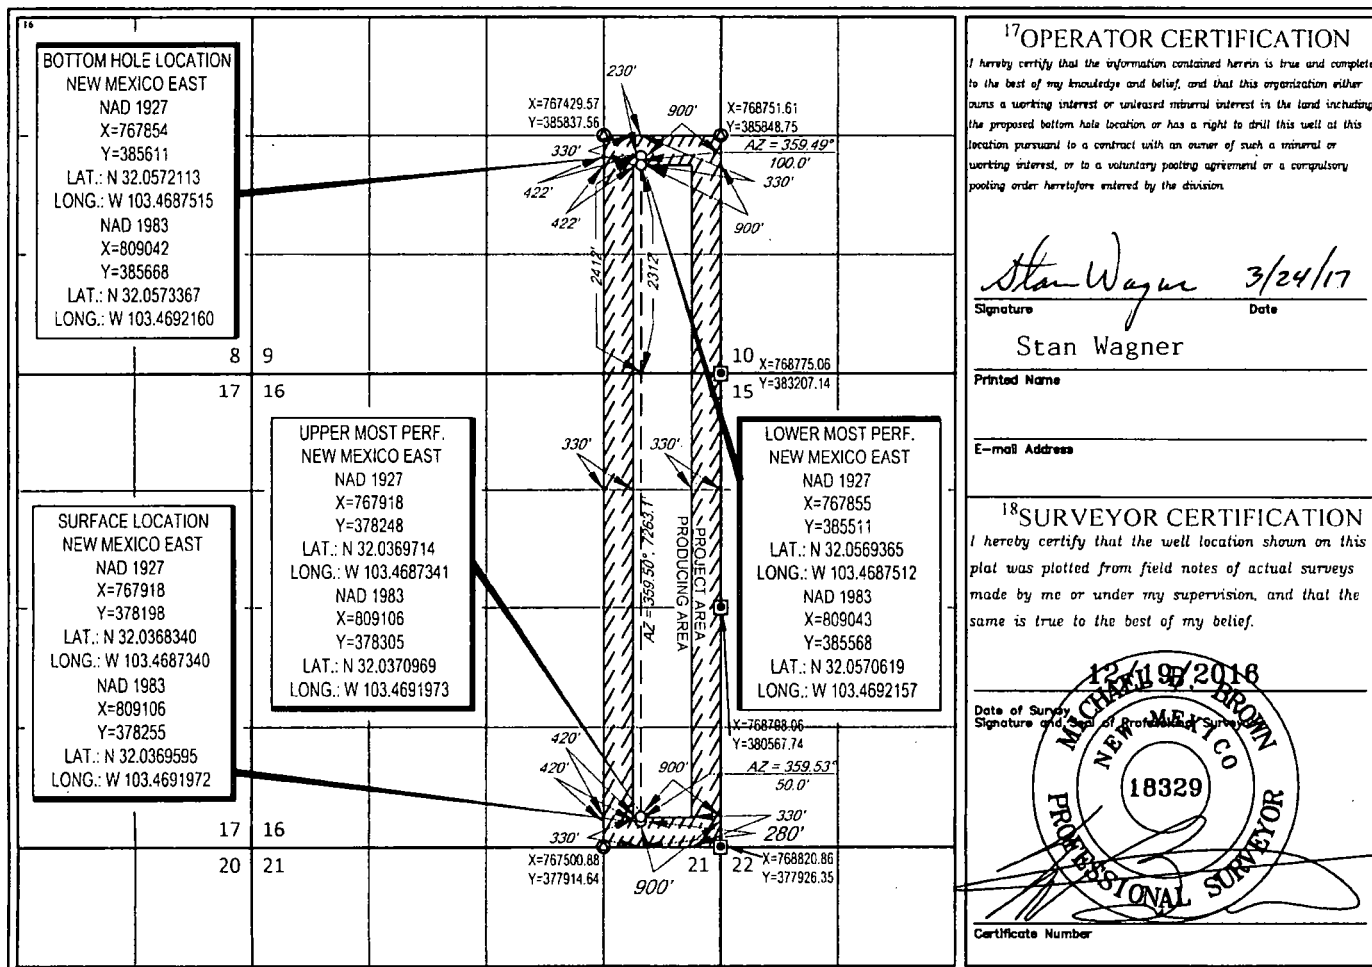 16
BOTTOM HOLE LOCATION
NEW MEXICO EAST
NAD 1927
X=767854
Y=385611
LAT.: N 32.0572113
LONG.: W 103.4687515
NAD 1983
X=809042
Y=385668
LAT.: N 32.0573367
LONG.: W 103.4692160
230'
X=767429.57
Y=385837.56
900'
X=768751.61
Y=385848.75
330'
AZ = 359.49°
100.0'
330'
422'
422'
900'
2412'
2312'
8 9
17 16
10
15
X=768775.06
Y=383207.14
UPPER MOST PERF.
NEW MEXICO EAST
NAD 1927
X=767918
Y=378248
LAT.: N 32.0369714
LONG.: W 103.4687341
NAD 1983
X=809106
Y=378305
LAT.: N 32.0370969
LONG.: W 103.4691973
330'
330'
AZ = 359.50°, 7263.1'
PROJECT AREA
PRODUCING AREA
LOWER MOST PERF.
NEW MEXICO EAST
NAD 1927
X=767855
Y=385511
LAT.: N 32.0569365
LONG.: W 103.4687512
NAD 1983
X=809043
Y=385568
LAT.: N 32.0570619
LONG.: W 103.4692157
SURFACE LOCATION
NEW MEXICO EAST
NAD 1927
X=767918
Y=378198
LAT.: N 32.0368340
LONG.: W 103.4687340
NAD 1983
X=809106
Y=378255
LAT.: N 32.0369595
LONG.: W 103.4691972
X=768798.06
Y=380567.74
420'
420'
900'
AZ = 359.53°
50.0'
330'
330'
280'
17 16
20 21
X=767500.88
Y=377914.64
900'
21 22
X=768820.86
Y=377926.35
17 OPERATOR CERTIFICATION
I hereby certify that the information contained herein is true and complete
to the best of my knowledge and belief, and that this organization either
owns a working interest or unleased mineral interest in the land including
the proposed bottom hole location or has a right to drill this well at this
location pursuant to a contract with an owner of such a mineral or
working interest, or to a voluntary pooling agreement or a compulsory
pooling order heretofore entered by the division.
Stan Wagner 3/24/17
Signature Date
Stan Wagner
Printed Name
E-mail Address
18 SURVEYOR CERTIFICATION
I hereby certify that the well location shown on this
plat was plotted from field notes of actual surveys
made by me or under my supervision, and that the
same is true to the best of my belief.
12/19/2016
Date of Survey
Signature and Seal of Professional Surveyor
MICHAEL B. BROWN
NEW MEXICO
18329
PROFESSIONAL SURVEYOR
Certificate Number